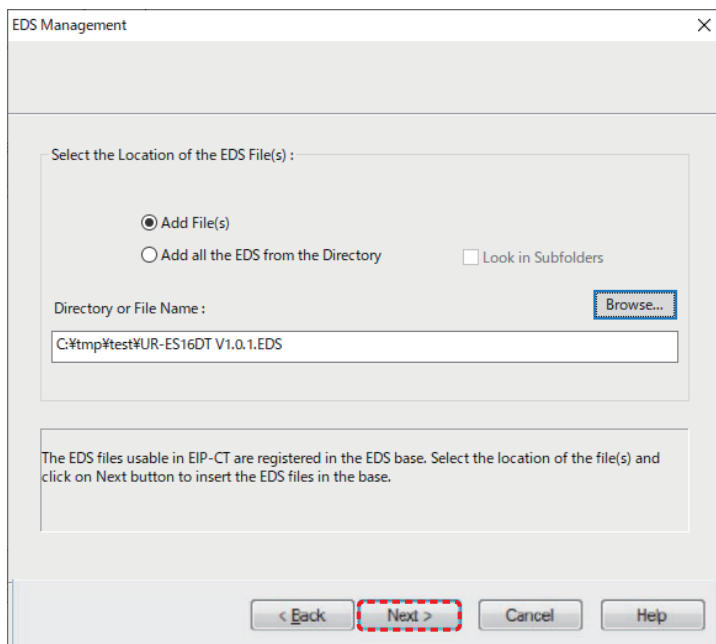 EDS Management
Select the Location of the EDS File(s) :
Add File(s)
Add all the EDS from the Directory
Look in Subfolders
Directory or File Name :
Browse...
C:¥tmp¥test¥UR-ES16DT V1.0.1.EDS
The EDS files usable in EIP-CT are registered in the EDS base. Select the location of the file(s) and
click on Next button to insert the EDS files in the base.
< Back
Next >
Cancel
Help